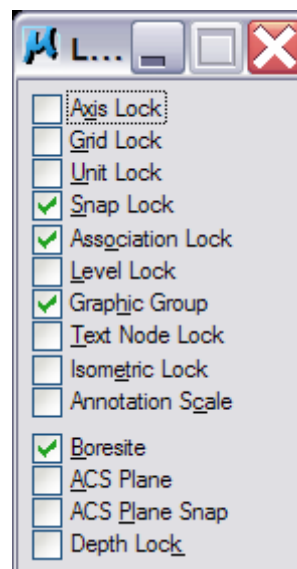 L...
Axis Lock
Grid Lock
Unit Lock
Snap Lock
Association Lock
Level Lock
Graphic Group
Text Node Lock
Isometric Lock
Annotation Scale
Boresite
ACS Plane
ACS Plane Snap
Depth Lock